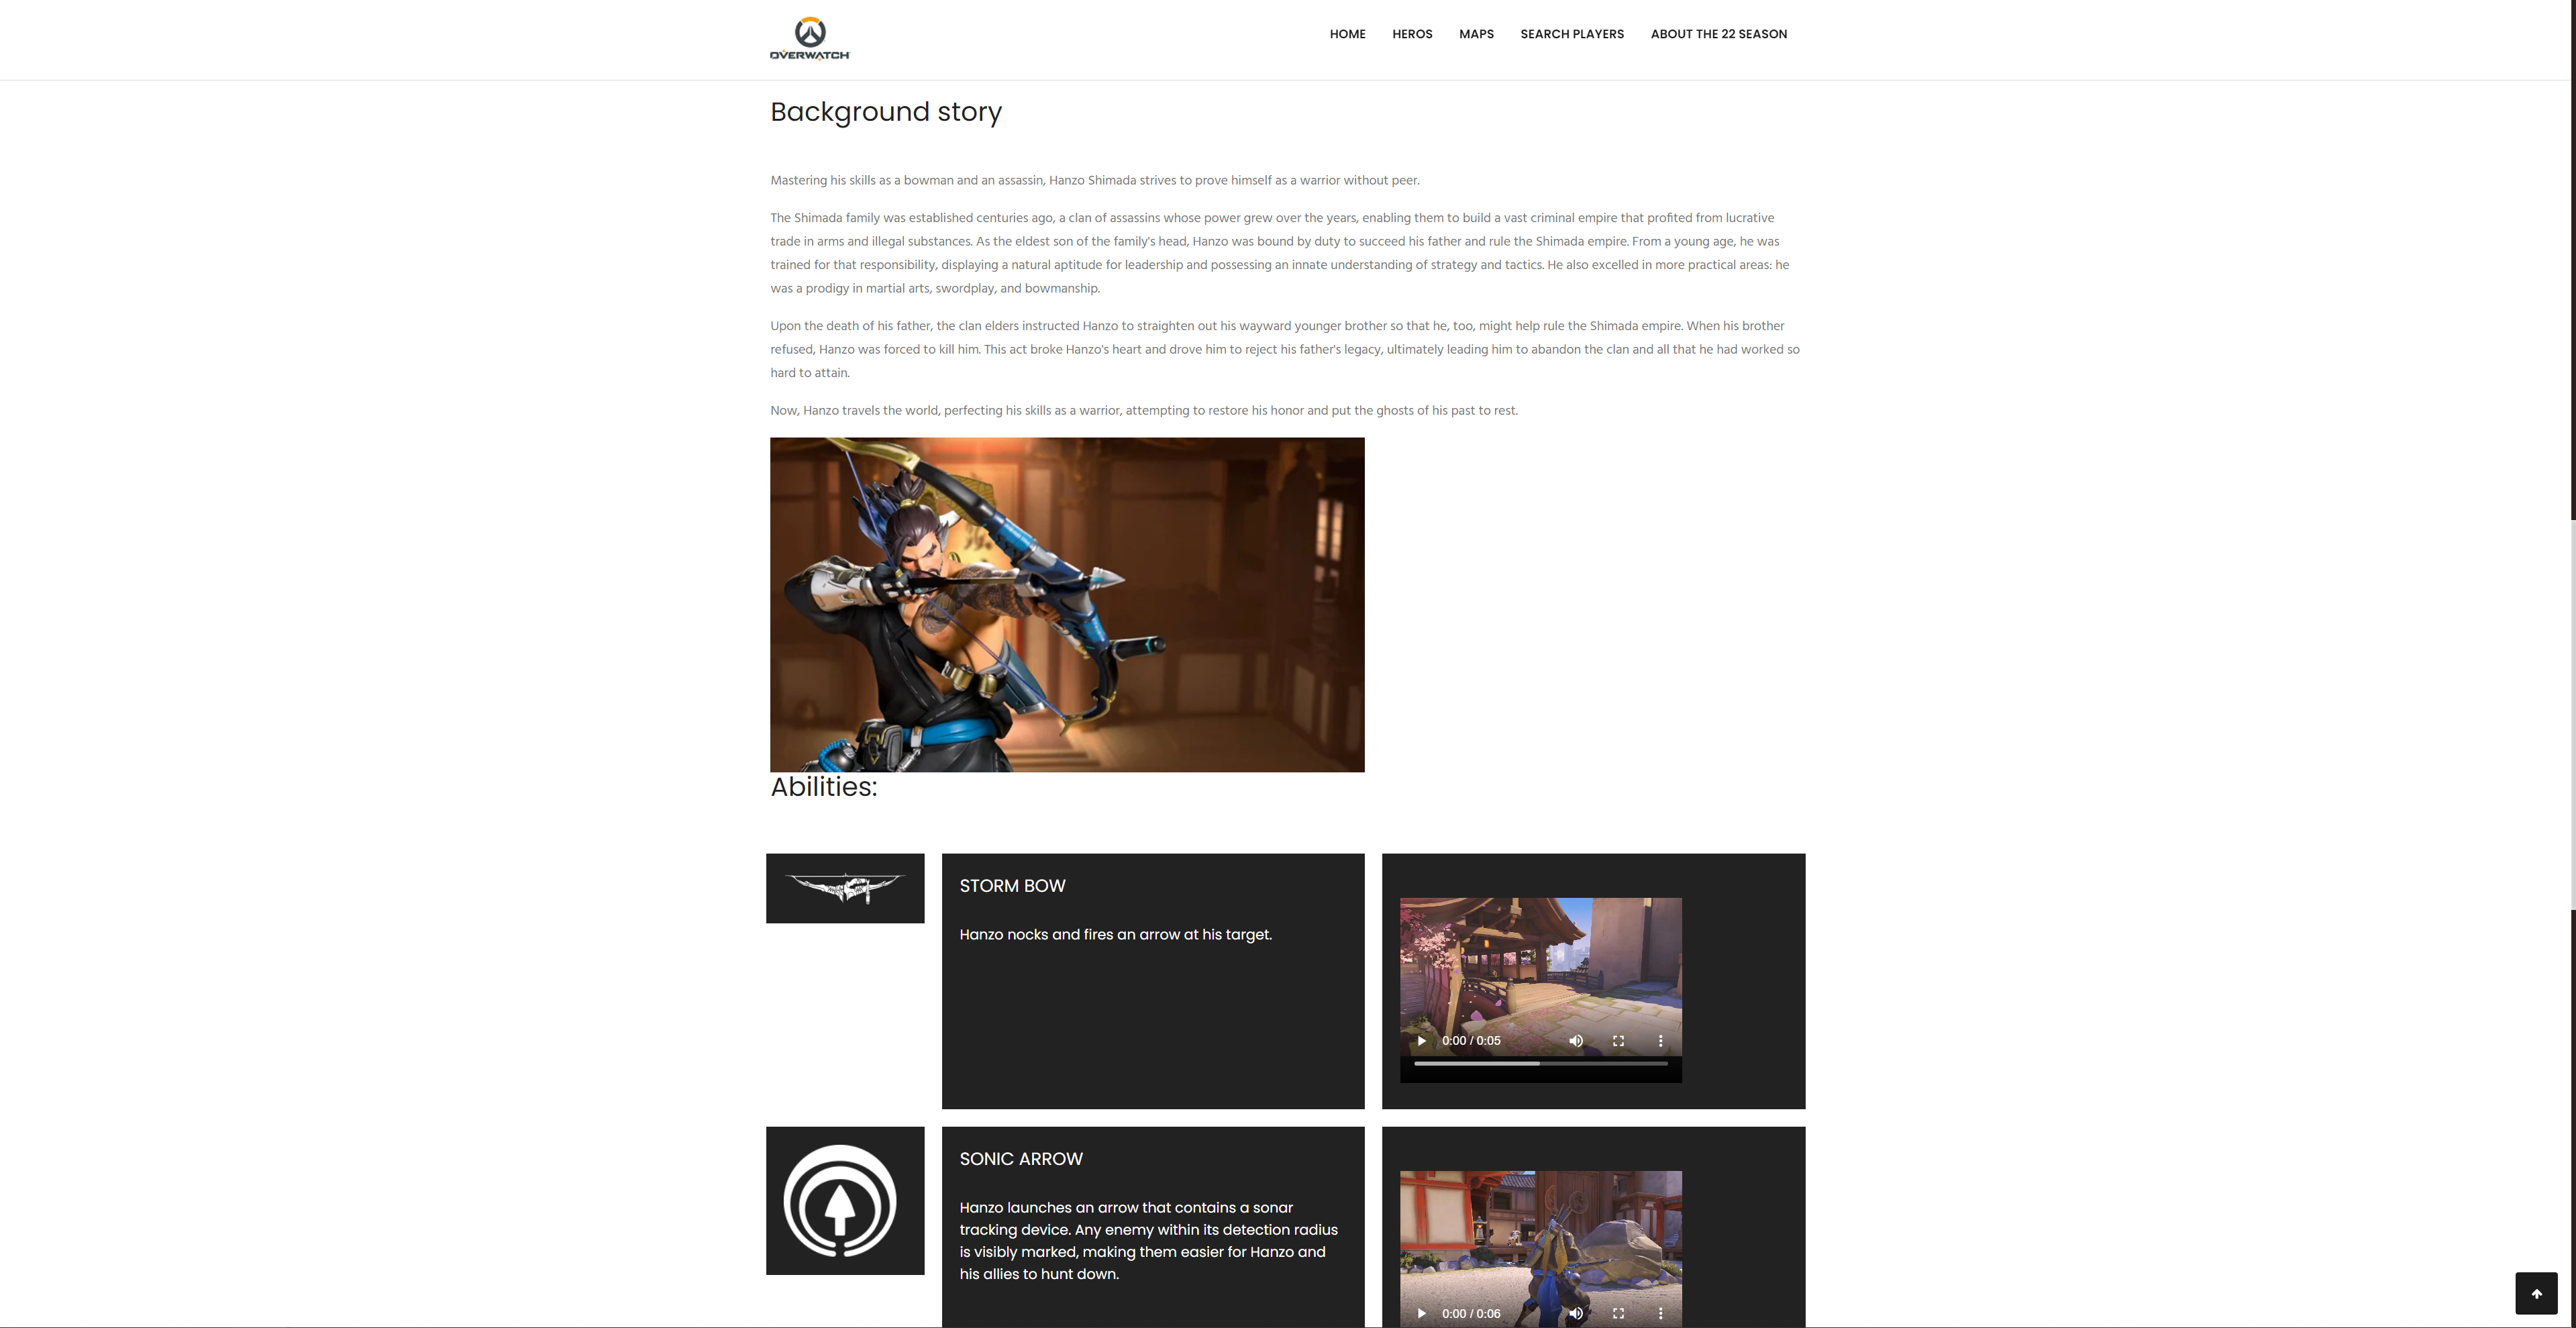 OVERWATCH
HOME HEROS MAPS SEARCH PLAYERS ABOUT THE 22 SEASON
Background story
Mastering his skills as a bowman and an assassin, Hanzo Shimada strives to prove himself as a warrior without peer.
The Shimada family was established centuries ago, a clan of assassins whose power grew over the years, enabling them to build a vast criminal empire that profited from lucrative
trade in arms and illegal substances. As the eldest son of the family's head, Hanzo was bound by duty to succeed his father and rule the Shimada empire. From a young age, he was
trained for that responsibility, displaying a natural aptitude for leadership and possessing an innate understanding of strategy and tactics. He also excelled in more practical areas: he
was a prodigy in martial arts, swordplay, and bowmanship.
Upon the death of his father, the clan elders instructed Hanzo to straighten out his wayward younger brother so that he, too, might help rule the Shimada empire. When his brother
refused, Hanzo was forced to kill him. This act broke Hanzo's heart and drove him to reject his father's legacy, ultimately leading him to abandon the clan and all that he had worked so
hard to attain.
Now, Hanzo travels the world, perfecting his skills as a warrior, attempting to restore his honor and put the ghosts of his past to rest.
Abilities:
STORM BOW
Hanzo nocks and fires an arrow at his target.
0:00 / 0:05
SONIC ARROW
Hanzo launches an arrow that contains a sonar
tracking device. Any enemy within its detection radius
is visibly marked, making them easier for Hanzo and
his allies to hunt down.
0:00 / 0:06